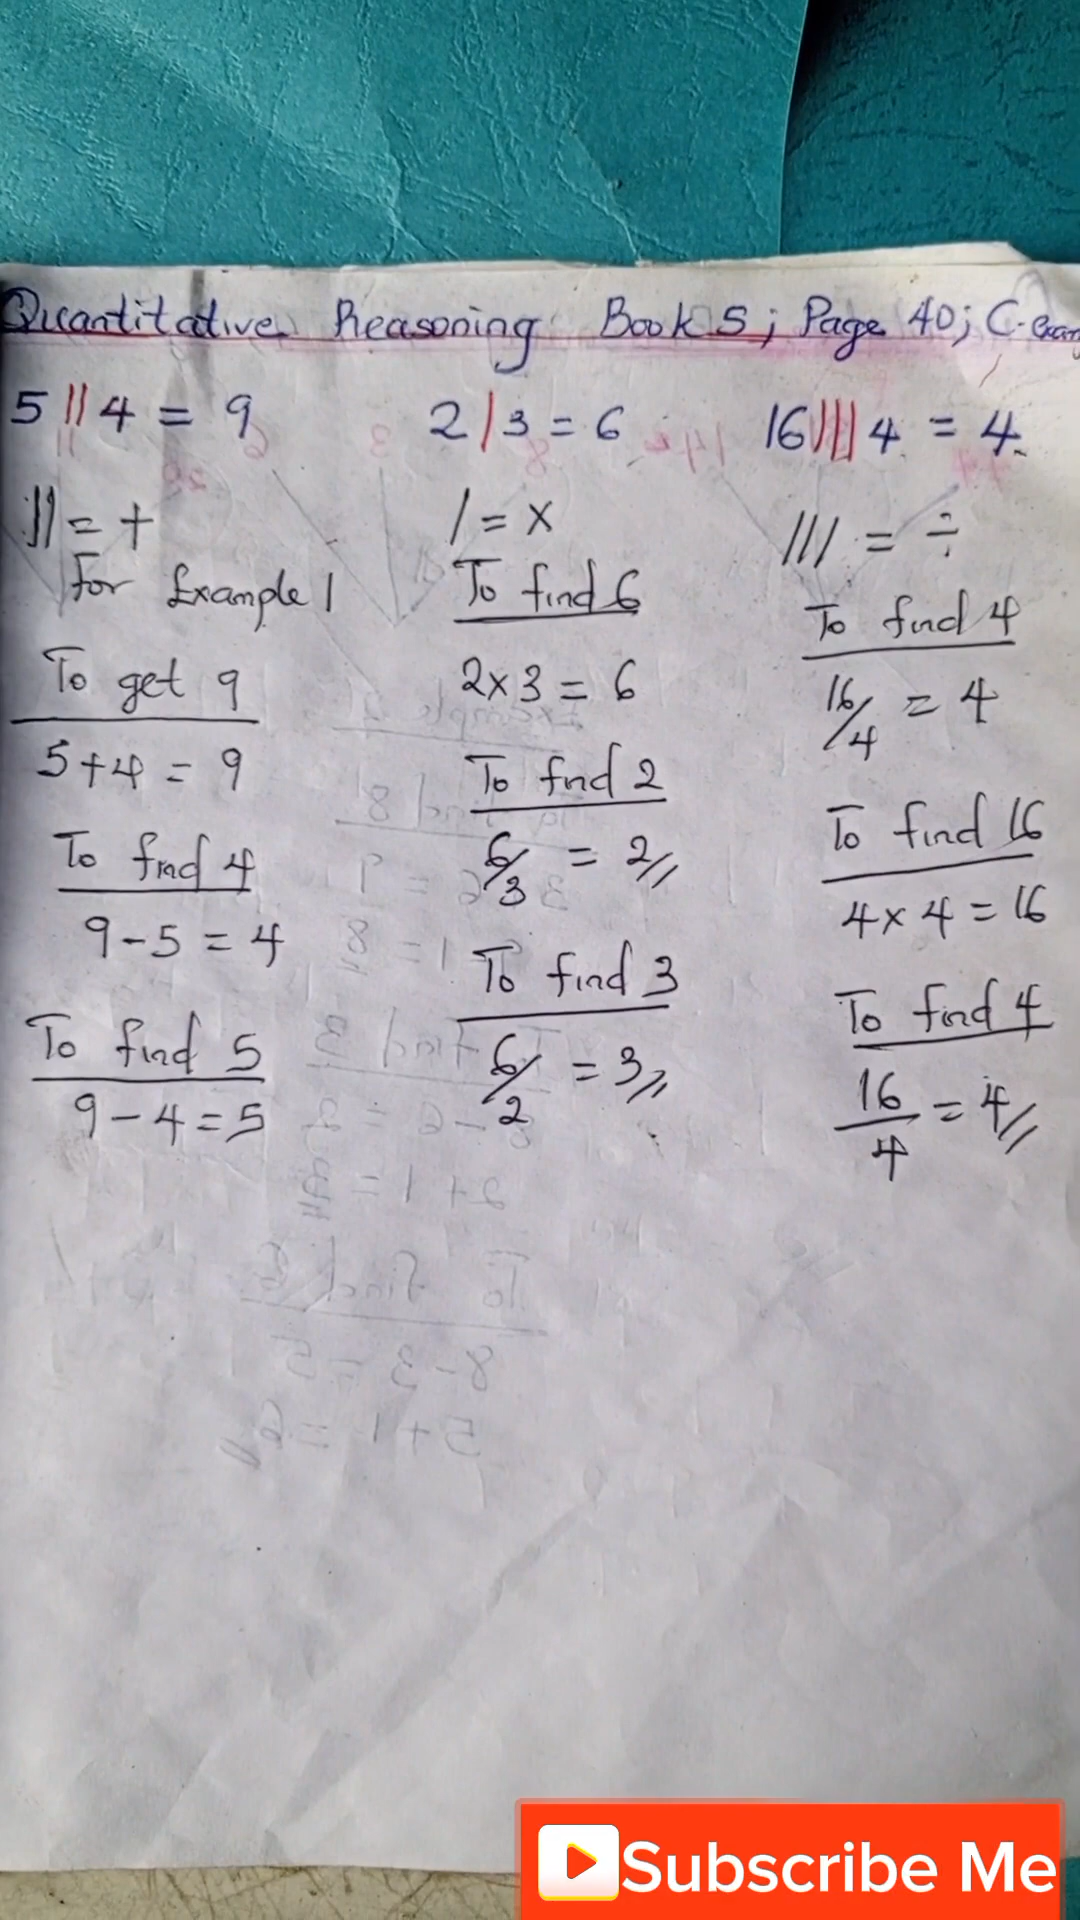 Quantitative Reasoning Book 5; Page 40; C-exam
5 || 4 = 9
|| = +
For Example 1
To get 9
5+4 = 9
To find 4
9-5 = 4
To find 5
9-4=5
2 / 3 = 6
/ = x
To find 6
2x3 = 6
To find 2
6/3 = 2//
To find 3
6/2 = 3//
16 /// 4 = 4.
/// = ÷
To find 4
16/4 = 4
To find 16
4x4=16
To find 4
16/4 = 4//
Subscribe Me